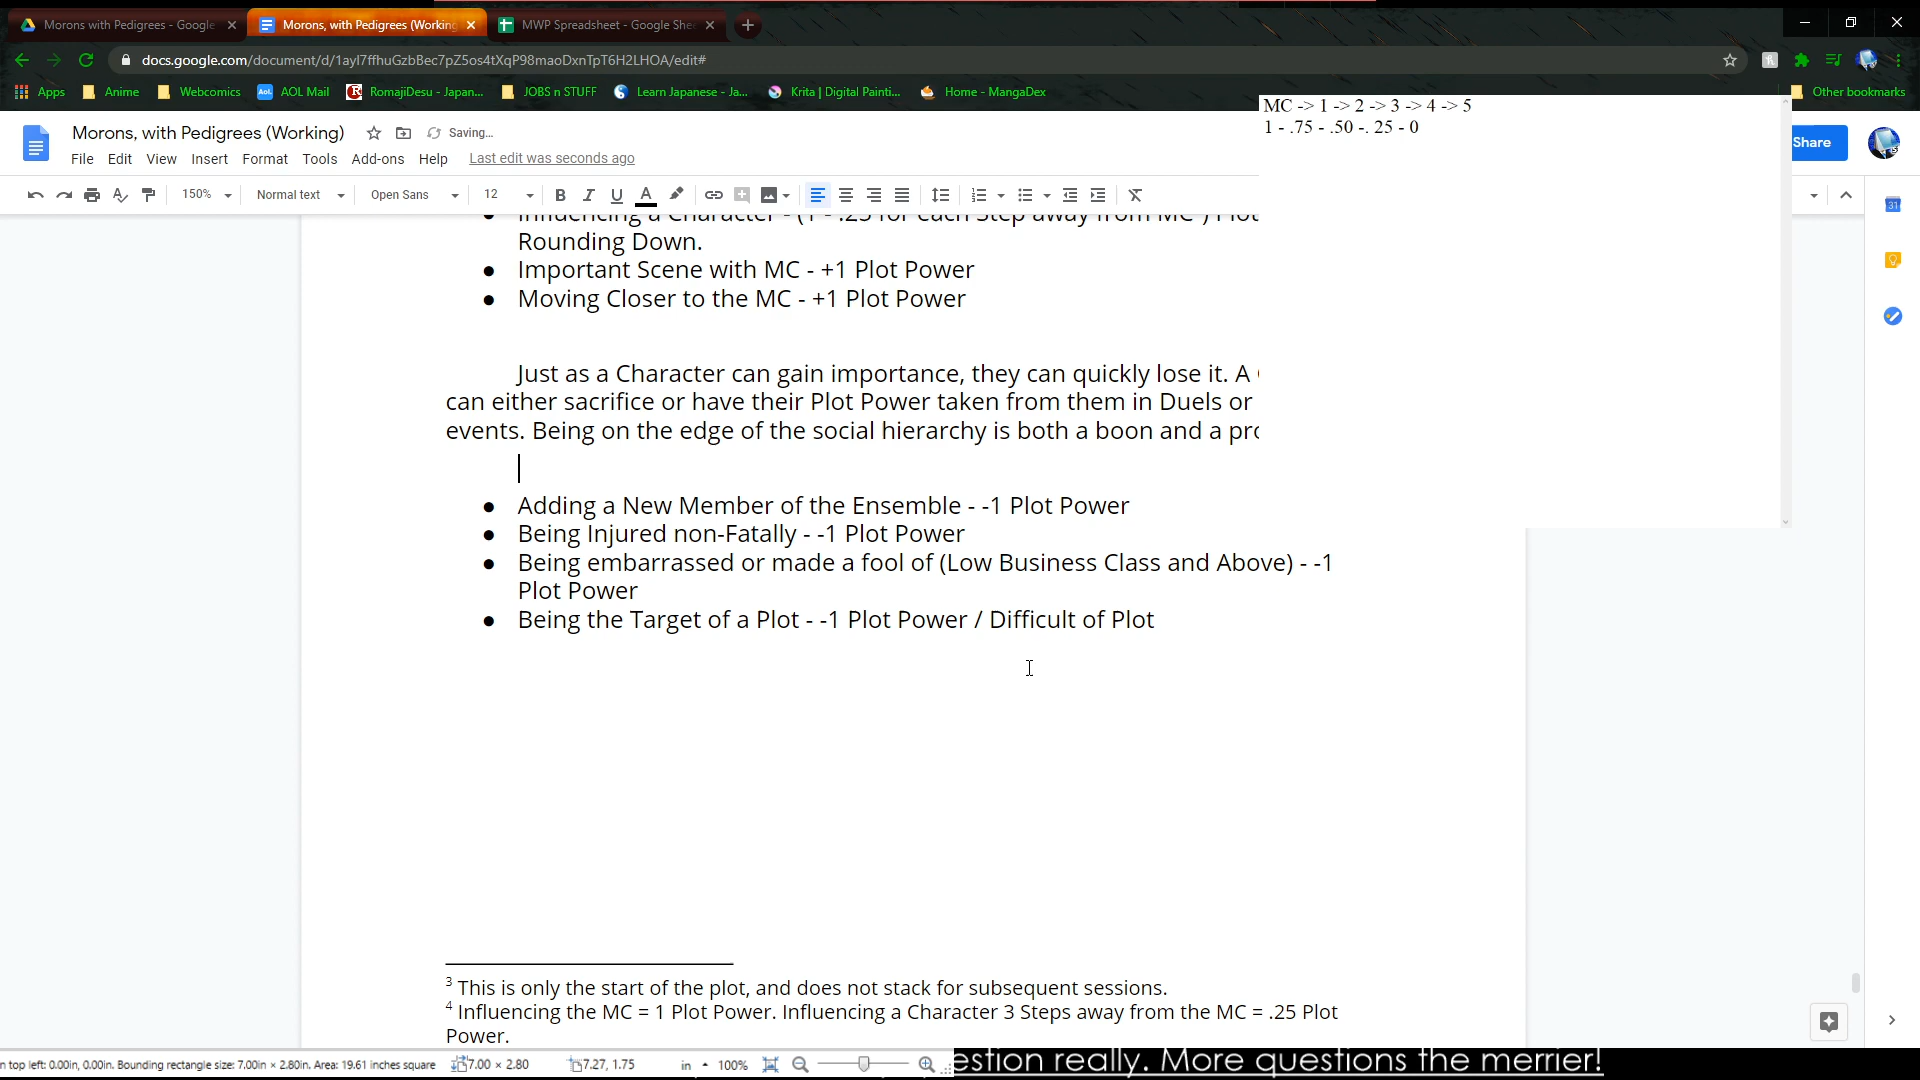 Morons with Pedigrees - Google
Morons, with Pedigrees (Working
MWP Spreadsheet - Google She
docs.google.com/document/d/1ayl7ffhuGzbBec7pZ5os4tXqP98maoDxnTpT6H2LHOA/edit#
Apps Anime Webcomics AOL Mail RomajiDesu - Japan... JOBS n STUFF Learn Japanese - Ja... Krita | Digital Painti... Home - MangaDex Other bookmarks
MC -> 1 -> 2 -> 3 -> 4 -> 5
1 - .75 - .50 -. 25 - 0
Morons, with Pedigrees (Working) Saving...
Share
File Edit View Insert Format Tools Add-ons Help Last edit was seconds ago
150% Normal text Open Sans 12 B I U A
Influencing a Character - (1 - .25 for each Step away from MC ) Plot
Rounding Down.
● Important Scene with MC - +1 Plot Power
● Moving Closer to the MC - +1 Plot Power
Just as a Character can gain importance, they can quickly lose it. A
can either sacrifice or have their Plot Power taken from them in Duels or
events. Being on the edge of the social hierarchy is both a boon and a
● Adding a New Member of the Ensemble - -1 Plot Power
● Being Injured non-Fatally - -1 Plot Power
● Being embarrassed or made a fool of (Low Business Class and Above) - -1
Plot Power
● Being the Target of a Plot - -1 Plot Power / Difficult of Plot
3 This is only the start of the plot, and does not stack for subsequent sessions.
4 Influencing the MC = 1 Plot Power. Influencing a Character 3 Steps away from the MC = .25 Plot
Power.
n top left: 0.00in, 0.00in. Bounding rectangle size: 7.00in × 2.80in. Area: 19.61 inches square 7.00 × 2.80 7.27, 1.75 in 100%
estion really. More questions the merrier!
31